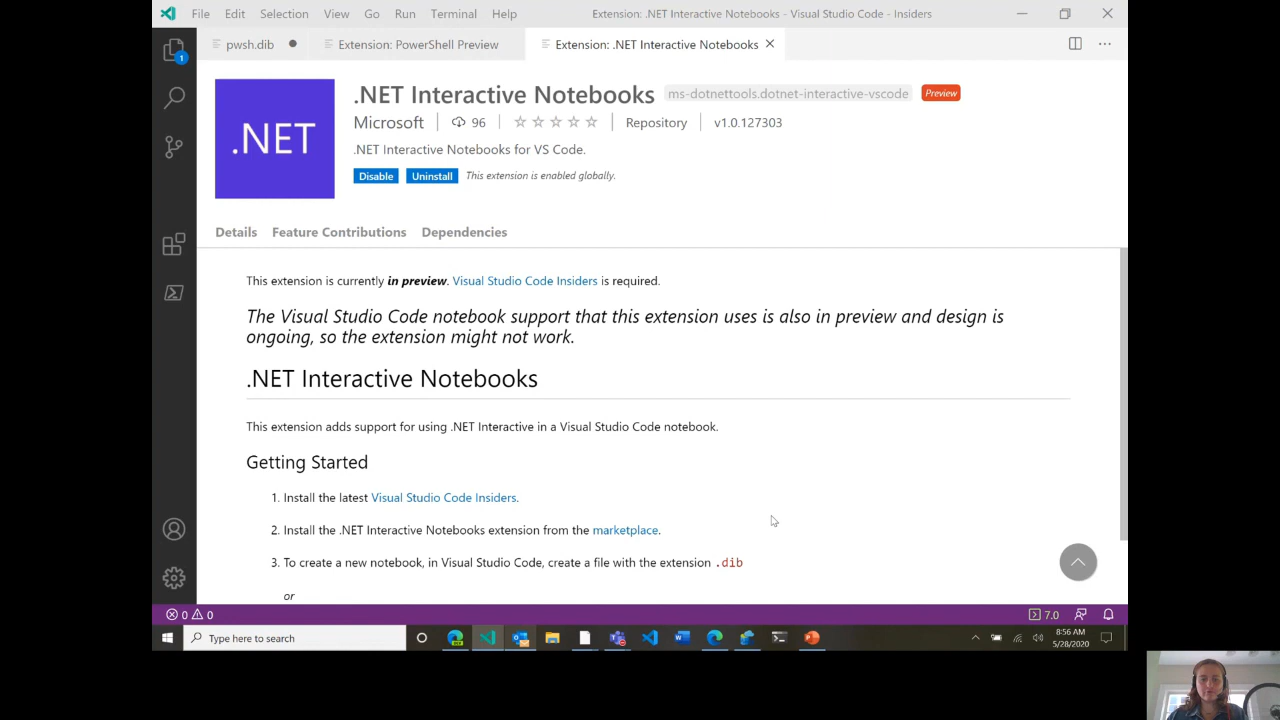 File Edit Selection View Go Run Terminal Help Extension: .NET Interactive Notebooks - Visual Studio Code - Insiders
pwsh.dib Extension: PowerShell Preview Extension: .NET Interactive Notebooks
.NET
.NET Interactive Notebooks ms-dotnettools.dotnet-interactive-vscode Preview
Microsoft 96 Repository v1.0.127303
.NET Interactive Notebooks for VS Code.
Disable Uninstall This extension is enabled globally.
1
Details Feature Contributions Dependencies
This extension is currently in preview. Visual Studio Code Insiders is required.
The Visual Studio Code notebook support that this extension uses is also in preview and design is
ongoing, so the extension might not work.
.NET Interactive Notebooks
This extension adds support for using .NET Interactive in a Visual Studio Code notebook.
Getting Started
1. Install the latest Visual Studio Code Insiders.
2. Install the .NET Interactive Notebooks extension from the marketplace.
3. To create a new notebook, in Visual Studio Code, create a file with the extension .dib
or
0 0 7.0
Type here to search
8:56 AM
5/28/2020